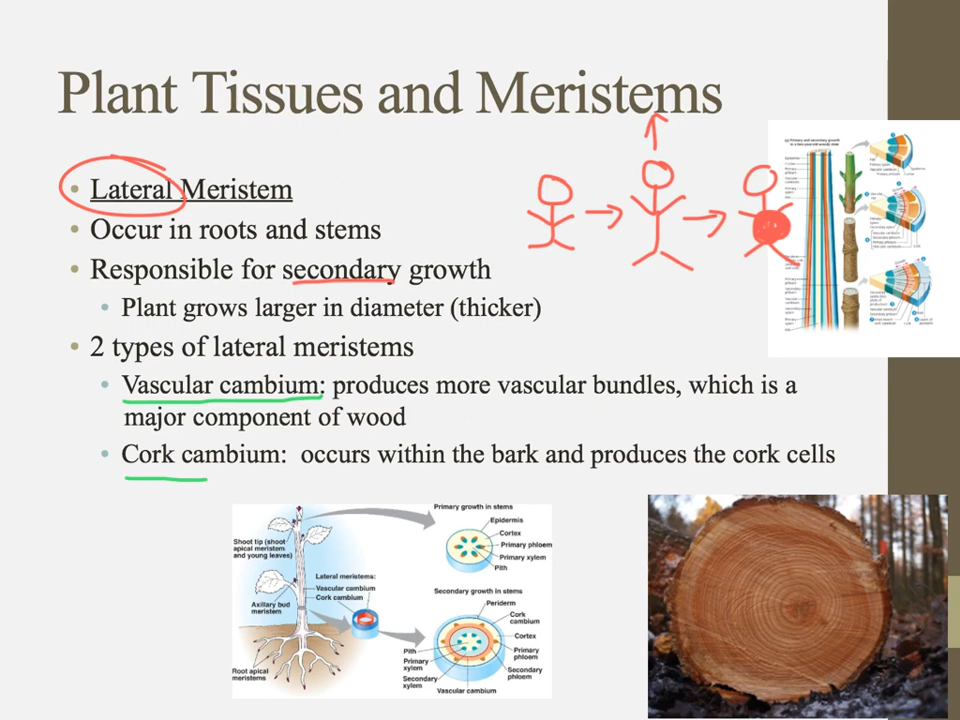 Plant Tissues and Meristems
• Lateral Meristem
• Occur in roots and stems
• Responsible for secondary growth
• Plant grows larger in diameter (thicker)
• 2 types of lateral meristems
• Vascular cambium: produces more vascular bundles, which is a
major component of wood
• Cork cambium: occurs within the bark and produces the cork cells
Primary growth in stems
Epidermis
Cortex
Primary phloem
Primary xylem
Pith
Shoot tip (shoot
apical meristem
and young leaves)
Lateral meristems:
Vascular cambium
Cork cambium
Axillary bud
meristem
Root apical
meristems
Secondary growth in stems
Periderm
Cork
cambium
Cortex
Primary
phloem
Secondary
phloem
Pith
Primary
xylem
Secondary
xylem
Vascular cambium